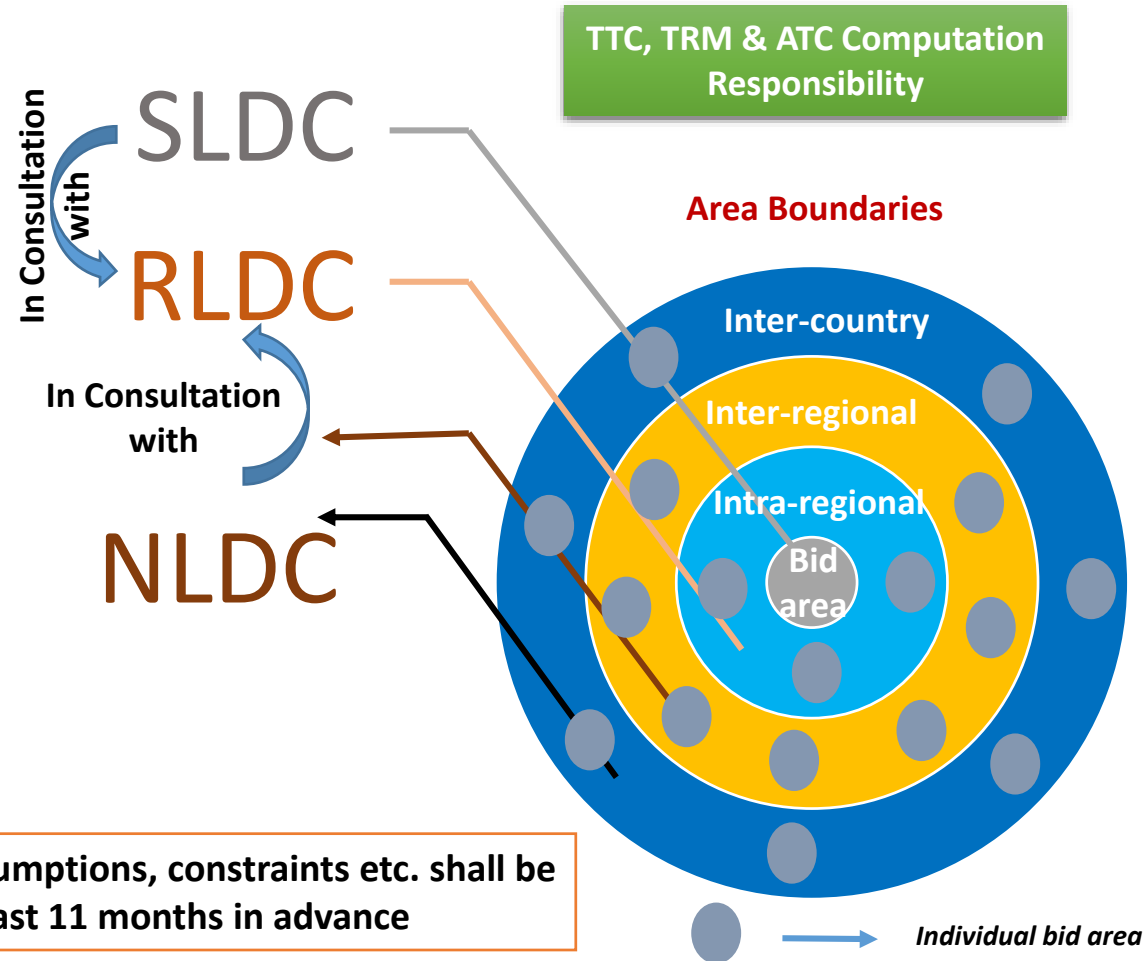 TTC, TRM & ATC Computation
Responsibility
SLDC
In Consultation
with
RLDC
In Consultation
with
NLDC
Area Boundaries
Inter-country
Inter-regional
Intra-regional
Bid
area
umptions, constraints etc. shall be
ast 11 months in advance
Individual bid area